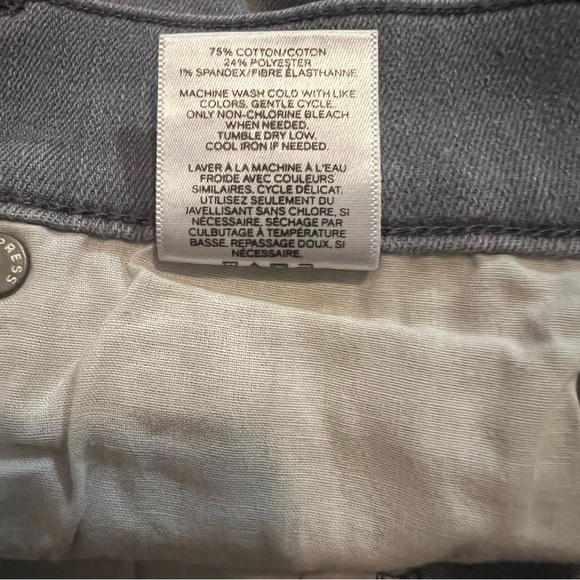 75% COTTON/COTON
24% POLYESTER
1% SPANDEX/FIBRE ÉLASTHANNE
MACHINE WASH COLD WITH LIKE
COLORS, GENTLE CYCLE.
ONLY NON-CHLORINE BLEACH
WHEN NEEDED.
TUMBLE DRY LOW.
COOL IRON IF NEEDED.
LAVER À LA MACHINE À L'EAU
FROIDE AVEC COULEURS
SIMILAIRES. CYCLE DÉLICAT.
UTILISEZ SEULEMENT DU
JAVELLISANT SANS CHLORE, SI
NÉCESSAIRE. SÉCHAGE PAR
CULBUTAGE À TEMPÉRATURE
BASSE. REPASSAGE DOUX, SI
NÉCESSAIRE.
PRESS